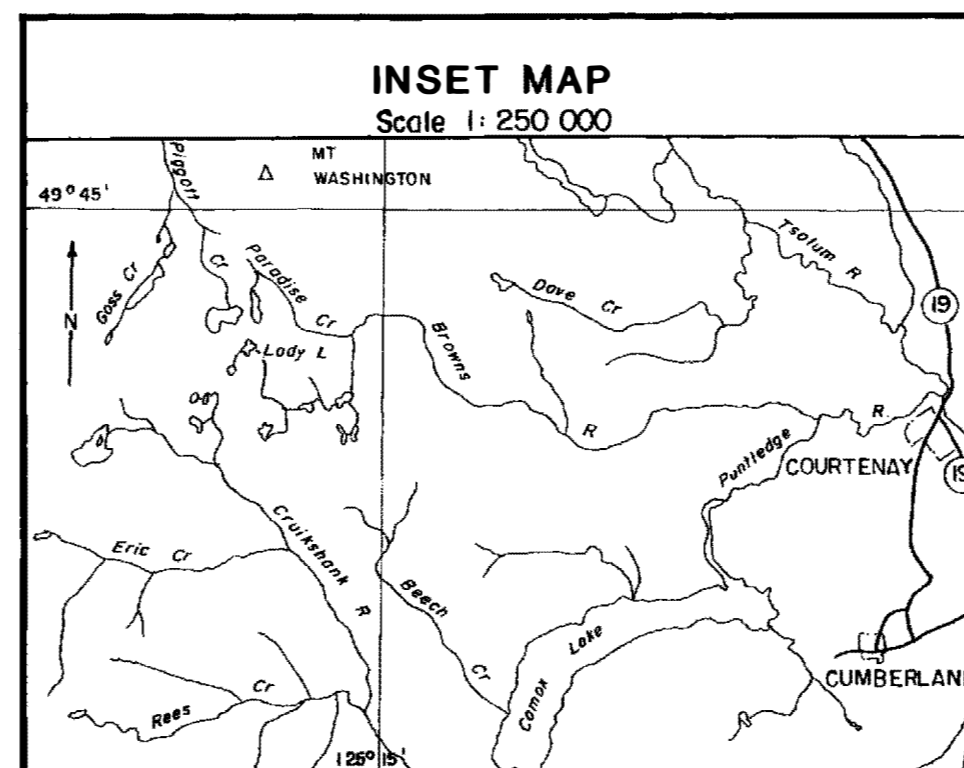 INSET MAP
Scale 1: 250 000
Piggott Cr
MT
WASHINGTON
49° 45'
N
Goss Cr
Paradise Cr
Lady L
Dove Cr
Tsolum R
19
Browns R
Puntledge R.
COURTENAY
19
Cruikshank R
Eric Cr
Beech Cr
Comox Lake
CUMBERLAN
Rees Cr
125° 15'